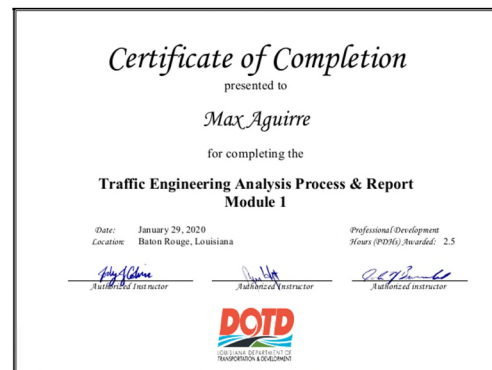 Certificate of Completion
presented to
Max Aguirre
for completing the
Traffic Engineering Analysis Process & Report
Module 1
Date: January 29, 2020
Location: Baton Rouge, Louisiana
Professional Development
Hours (PDHs) Awarded: 2.5
Authorized Instructor
Authorized Instructor
Authorized instructor
DOTD
LOUISIANA DEPARTMENT OF
TRANSPORTATION & DEVELOPMENT